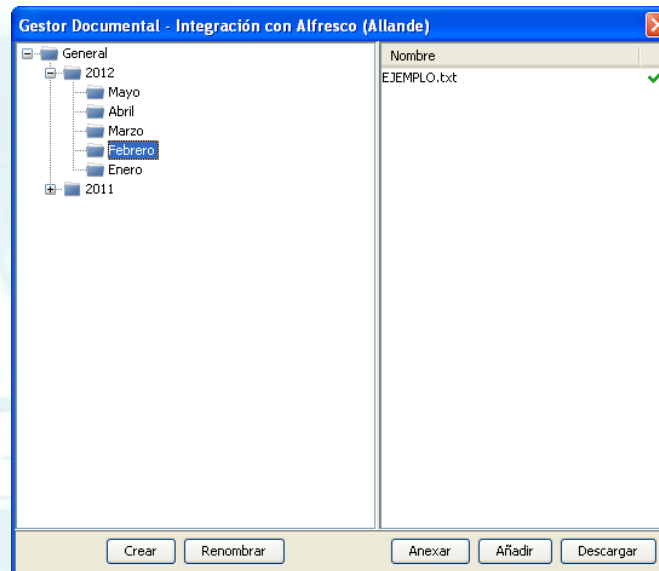 Gestor Documental - Integración con Alfresco (Allande)
General
2012
Mayo
Abril
Marzo
Febrero
Enero
2011
Nombre
EJEMPLO.txt
Crear
Renombrar
Anexar
Añadir
Descargar